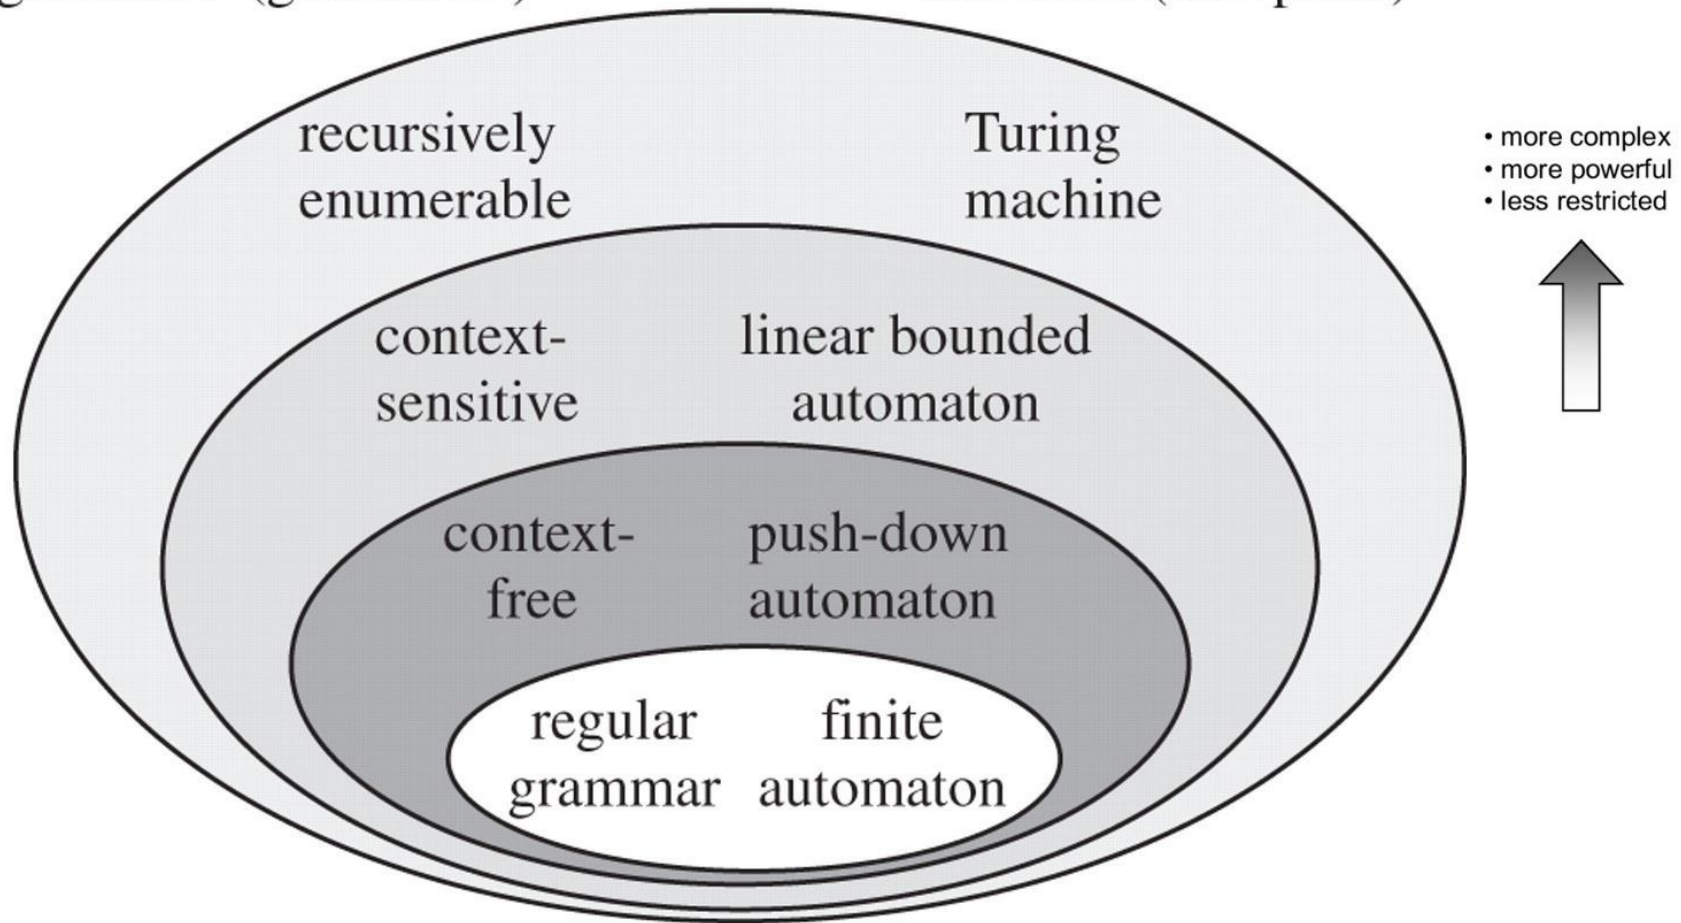 recursively
enumerable
Turing
machine
• more complex
• more powerful
• less restricted
context-
sensitive
linear bounded
automaton
context-
free
push-down
automaton
regular
grammar
finite
automaton